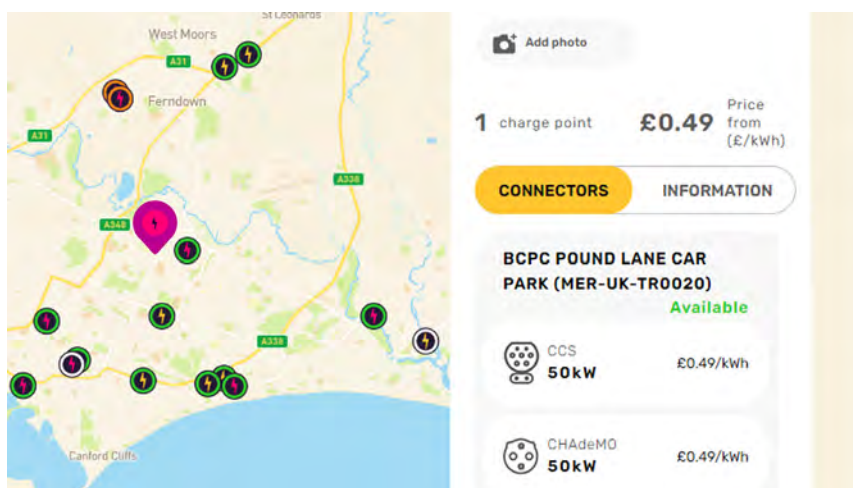 St Leonards
West Moors
A31
Ferndown
A31
A338
A348
A338
Canford Cliffs
Add photo
1 charge point
£0.49 Price from (£/kWh)
CONNECTORS
INFORMATION
BCPC POUND LANE CAR
PARK (MER-UK-TR0020)
Available
CCS
50kW
£0.49/kWh
CHAdeMO
50kW
£0.49/kWh